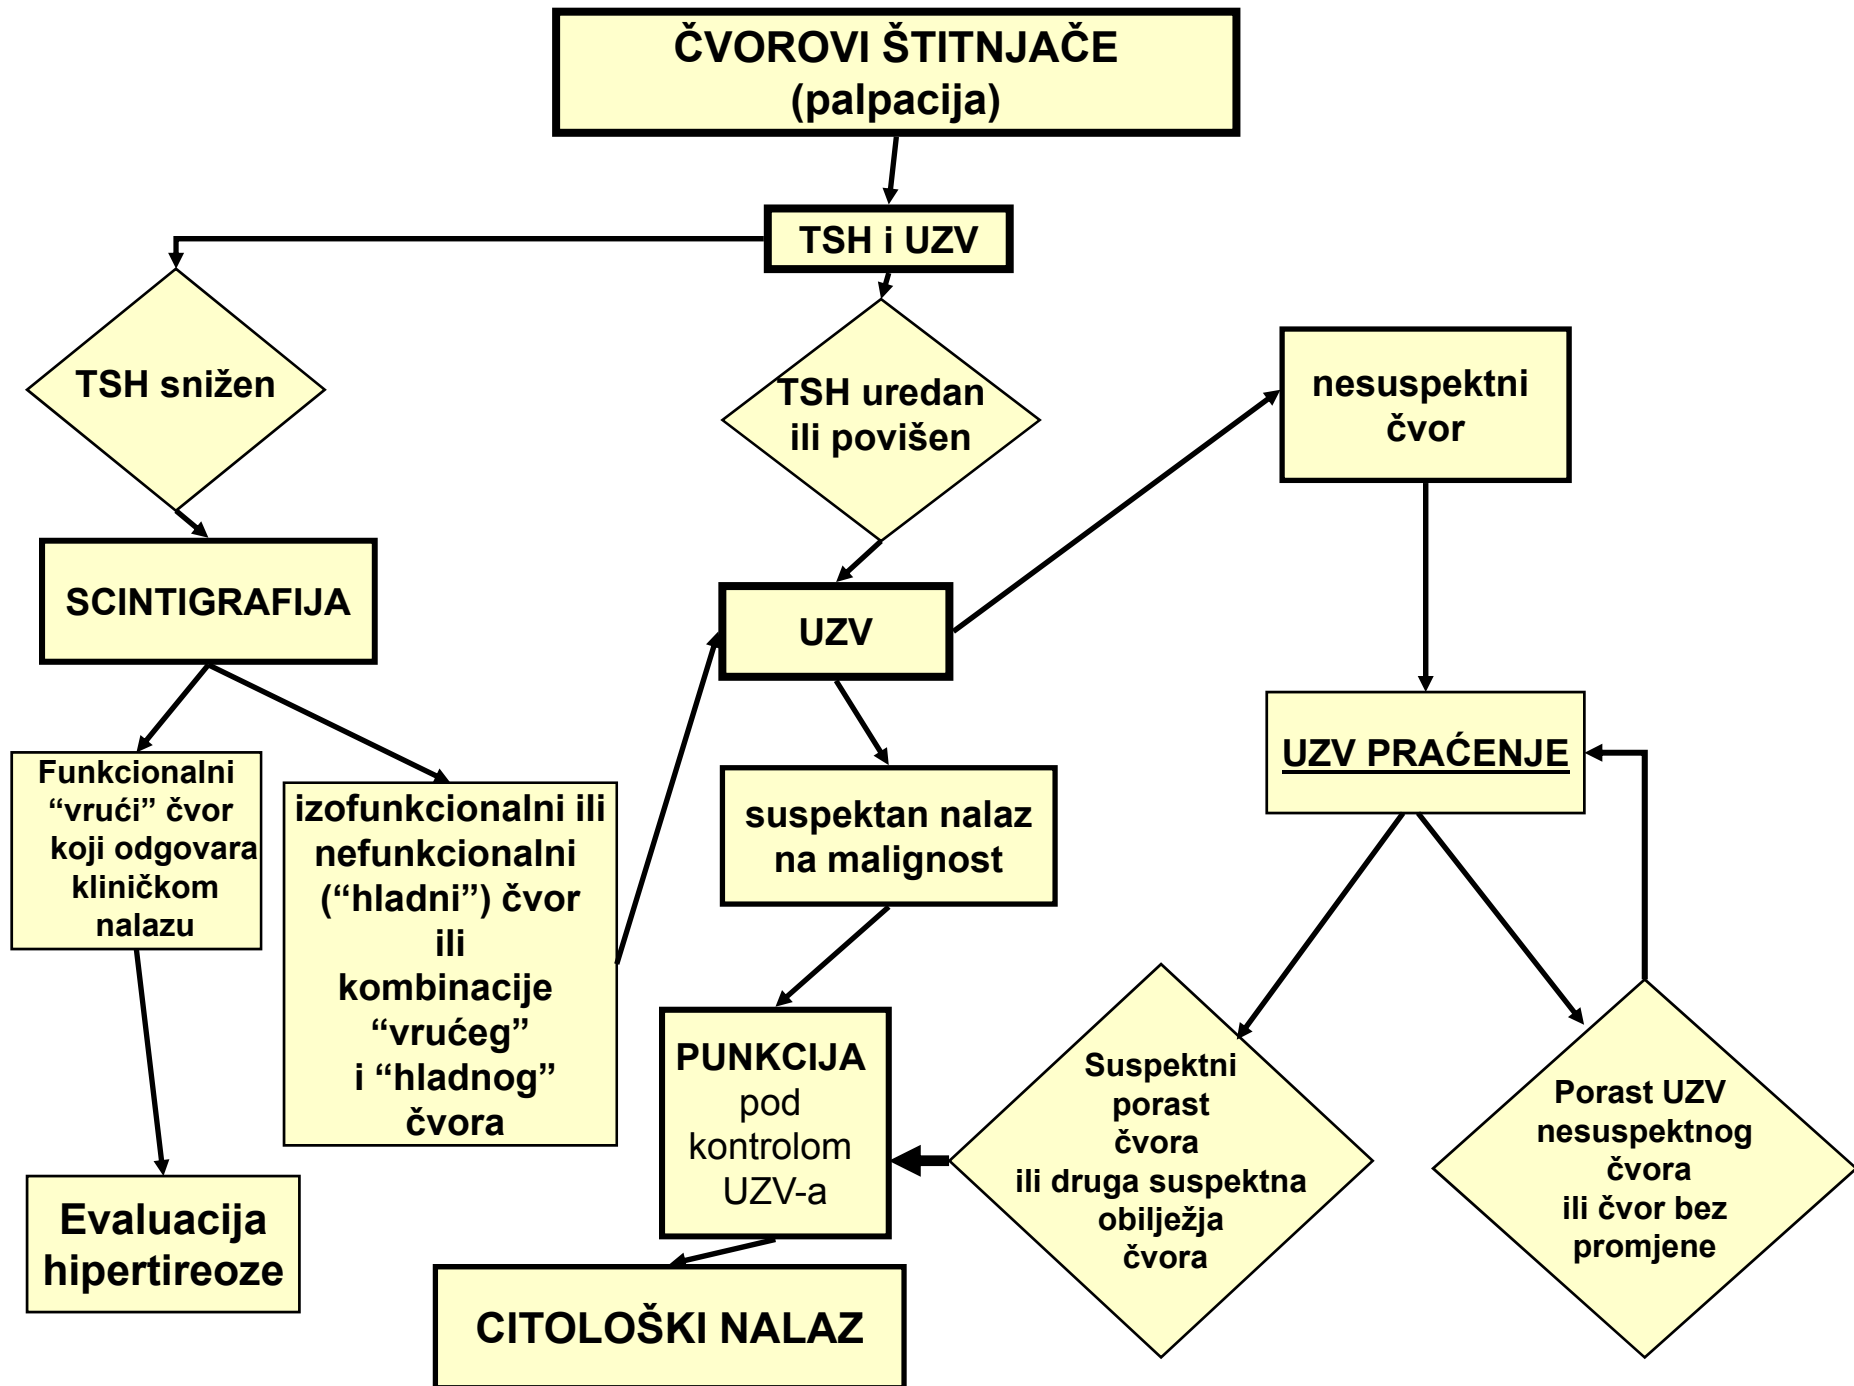 ČVOROVI ŠTITNJAČE
(palpacija)
TSH i UZV
TSH snižen
TSH uredan
ili povišen
nesuspektni
čvor
SCINTIGRAFIJA
UZV
UZV PRAĆENJE
Funkcionalni
“vrući” čvor
koji odgovara
kliničkom
nalazu
izofunkcionalni ili
nefunkcionalni
(“hladni”) čvor
ili
kombinacije
“vrućeg”
i “hladnog”
čvora
suspektan nalaz
na malignost
PUNKCIJA
pod
kontrolom
UZV-a
Suspektni
porast
čvora
ili druga suspektna
obilježja
čvora
Porast UZV
nesuspektnog
čvora
ili čvor bez
promjene
Evaluacija
hipertireoze
CITOLOŠKI NALAZ